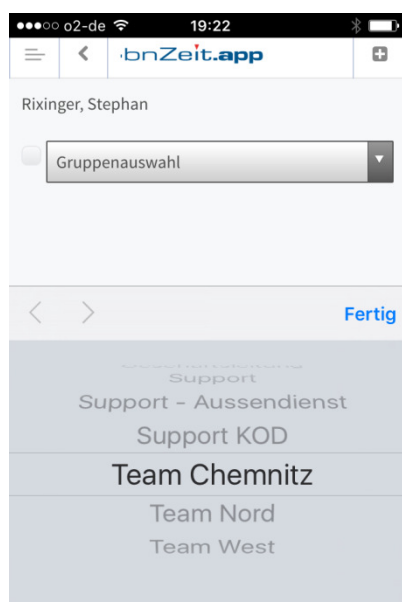 o2-de 19:22
·bnZeit.app
Rixinger, Stephan
Gruppenauswahl
Fertig
Geschäftsleitung
Support
Support - Aussendienst
Support KOD
Team Chemnitz
Team Nord
Team West